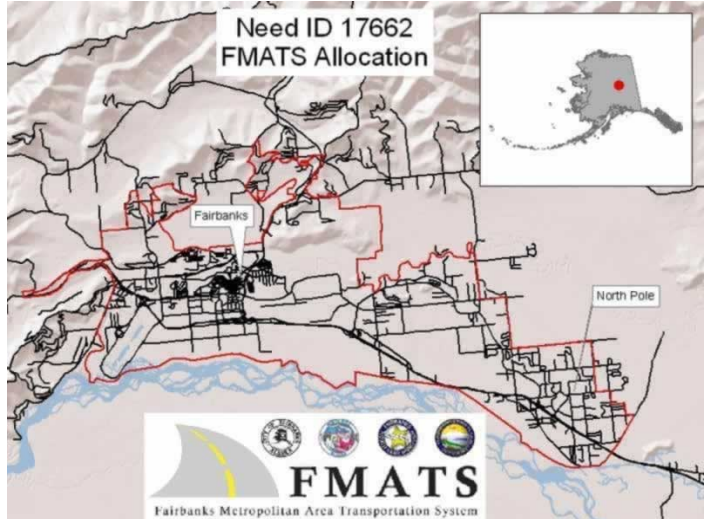 Need ID 17662
FMATS Allocation
Fairbanks
North Pole
FMATS
Fairbanks Metropolitan Area Transportation System